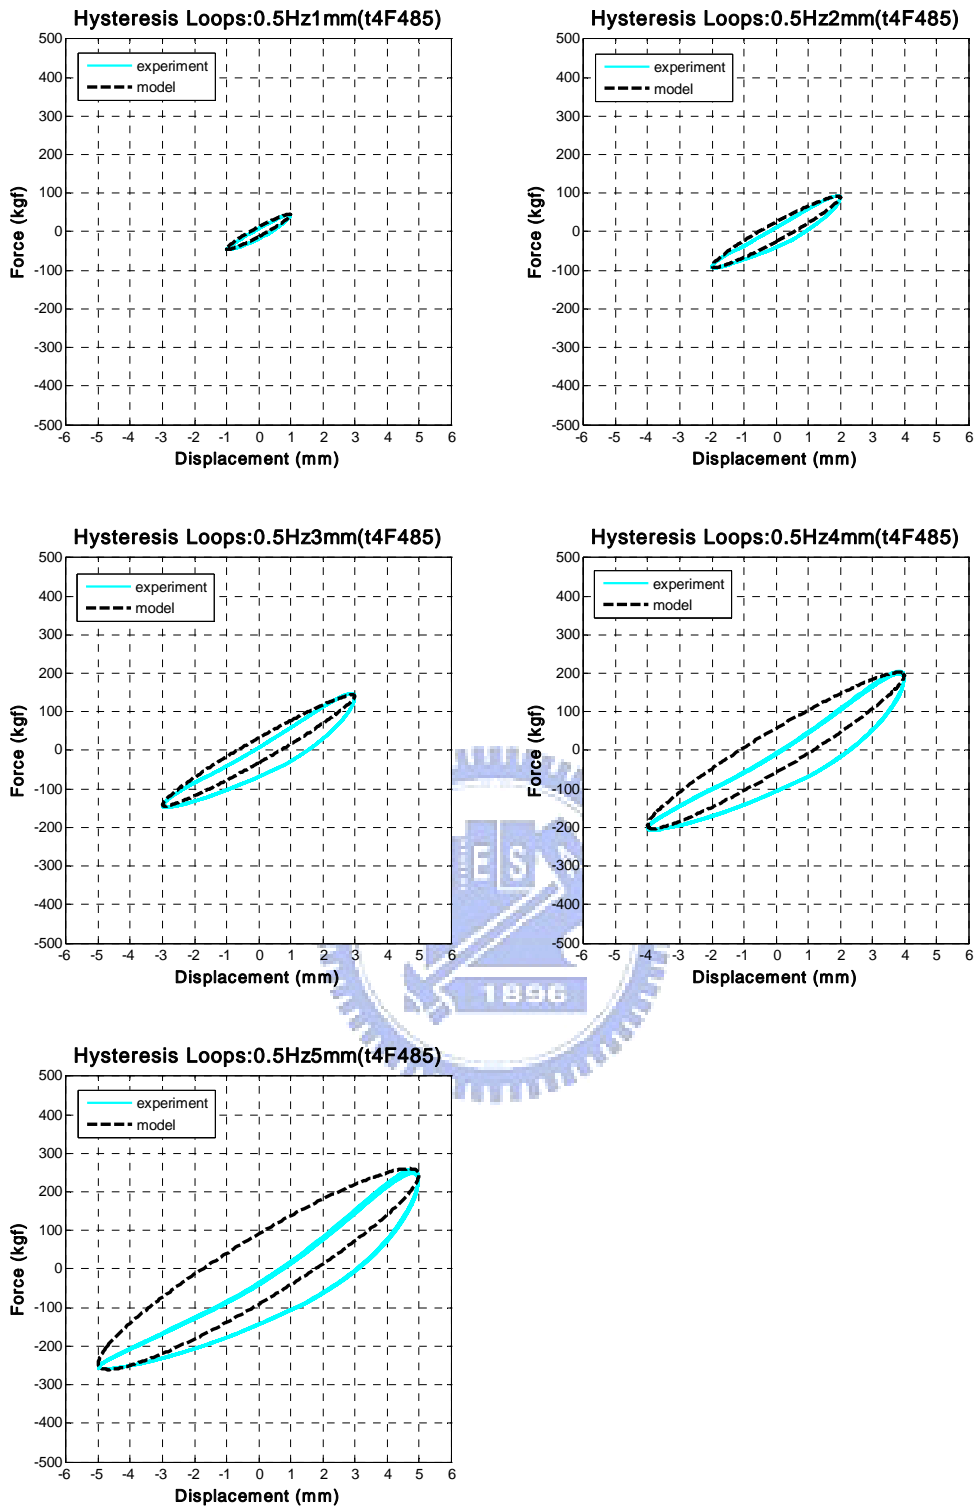 Hysteresis Loops:0.5Hz1mm(t4F485)
500
400
300
200
100
0
-100
-200
-300
-400
-500
Force (kgf)
experiment
model
-6 -5 -4 -3 -2 -1 0 1 2 3 4 5 6
Displacement (mm)
Hysteresis Loops:0.5Hz2mm(t4F485)
500
400
300
200
100
0
-100
-200
-300
-400
-500
Force (kgf)
experiment
model
-6 -5 -4 -3 -2 -1 0 1 2 3 4 5 6
Displacement (mm)
Hysteresis Loops:0.5Hz3mm(t4F485)
500
400
300
200
100
0
-100
-200
-300
-400
-500
Force (kgf)
experiment
model
-6 -5 -4 -3 -2 -1 0 1 2 3 4 5 6
Displacement (mm)
Hysteresis Loops:0.5Hz4mm(t4F485)
500
400
300
200
100
0
-100
-200
-300
-400
-500
Force (kgf)
experiment
model
-6 -5 -4 -3 -2 -1 0 1 2 3 4 5 6
Displacement (mm)
ES
1896
Hysteresis Loops:0.5Hz5mm(t4F485)
500
400
300
200
100
0
-100
-200
-300
-400
-500
Force (kgf)
experiment
model
-6 -5 -4 -3 -2 -1 0 1 2 3 4 5 6
Displacement (mm)